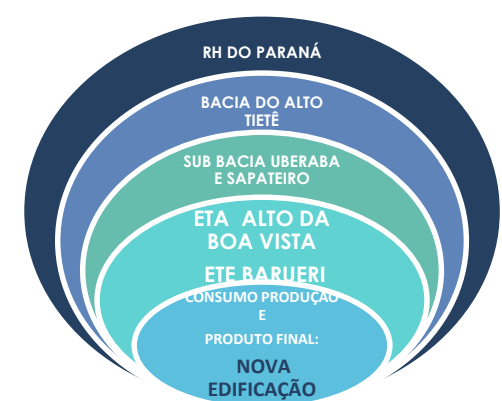 RH DO PARANÁ
BACIA DO ALTO
TIETÊ
SUB BACIA UBERABA
E SAPATEIRO
ETA ALTO DA
BOA VISTA
ETE BARUERI
CONSUMO PRODUÇÃO
E
PRODUTO FINAL:
NOVA
EDIFICAÇÃO